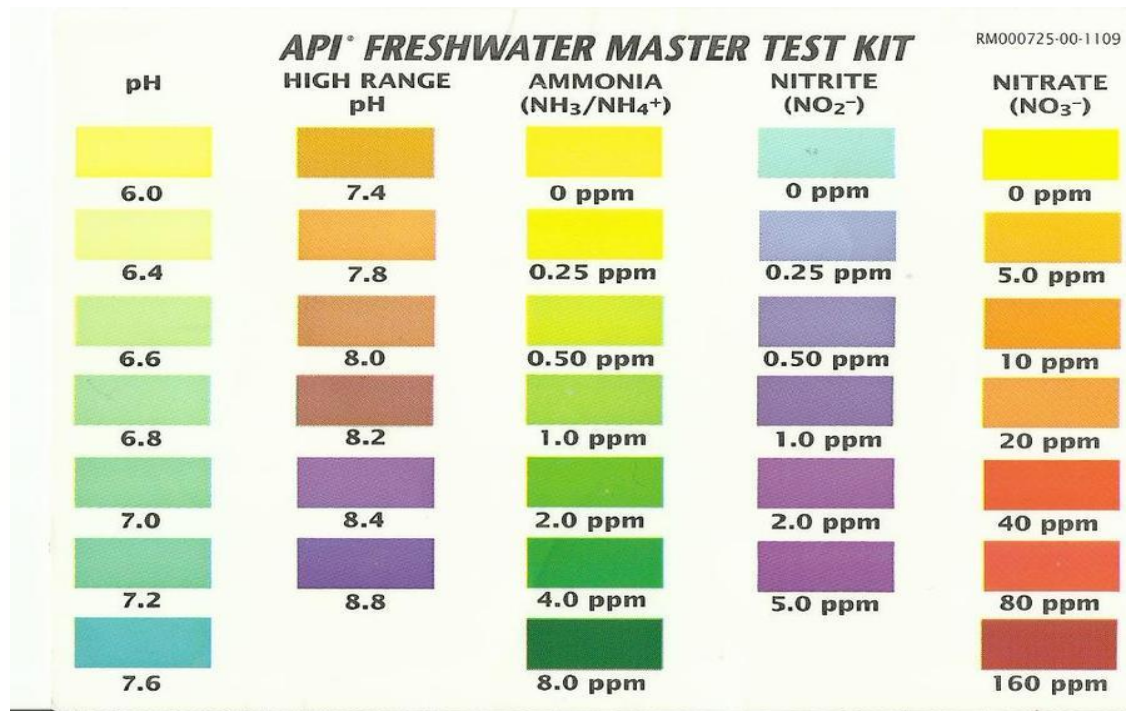 API® FRESHWATER MASTER TEST KIT
RM000725-00-1109
pH
HIGH RANGE pH
AMMONIA (NH₃/NH₄⁺)
NITRITE (NO₂⁻)
NITRATE (NO₃⁻)
6.0 7.4 0 ppm 0 ppm 0 ppm
6.4 7.8 0.25 ppm 0.25 ppm 5.0 ppm
6.6 8.0 0.50 ppm 0.50 ppm 10 ppm
6.8 8.2 1.0 ppm 1.0 ppm 20 ppm
7.0 8.4 2.0 ppm 2.0 ppm 40 ppm
7.2 8.8 4.0 ppm 5.0 ppm 80 ppm
7.6 8.0 ppm 160 ppm